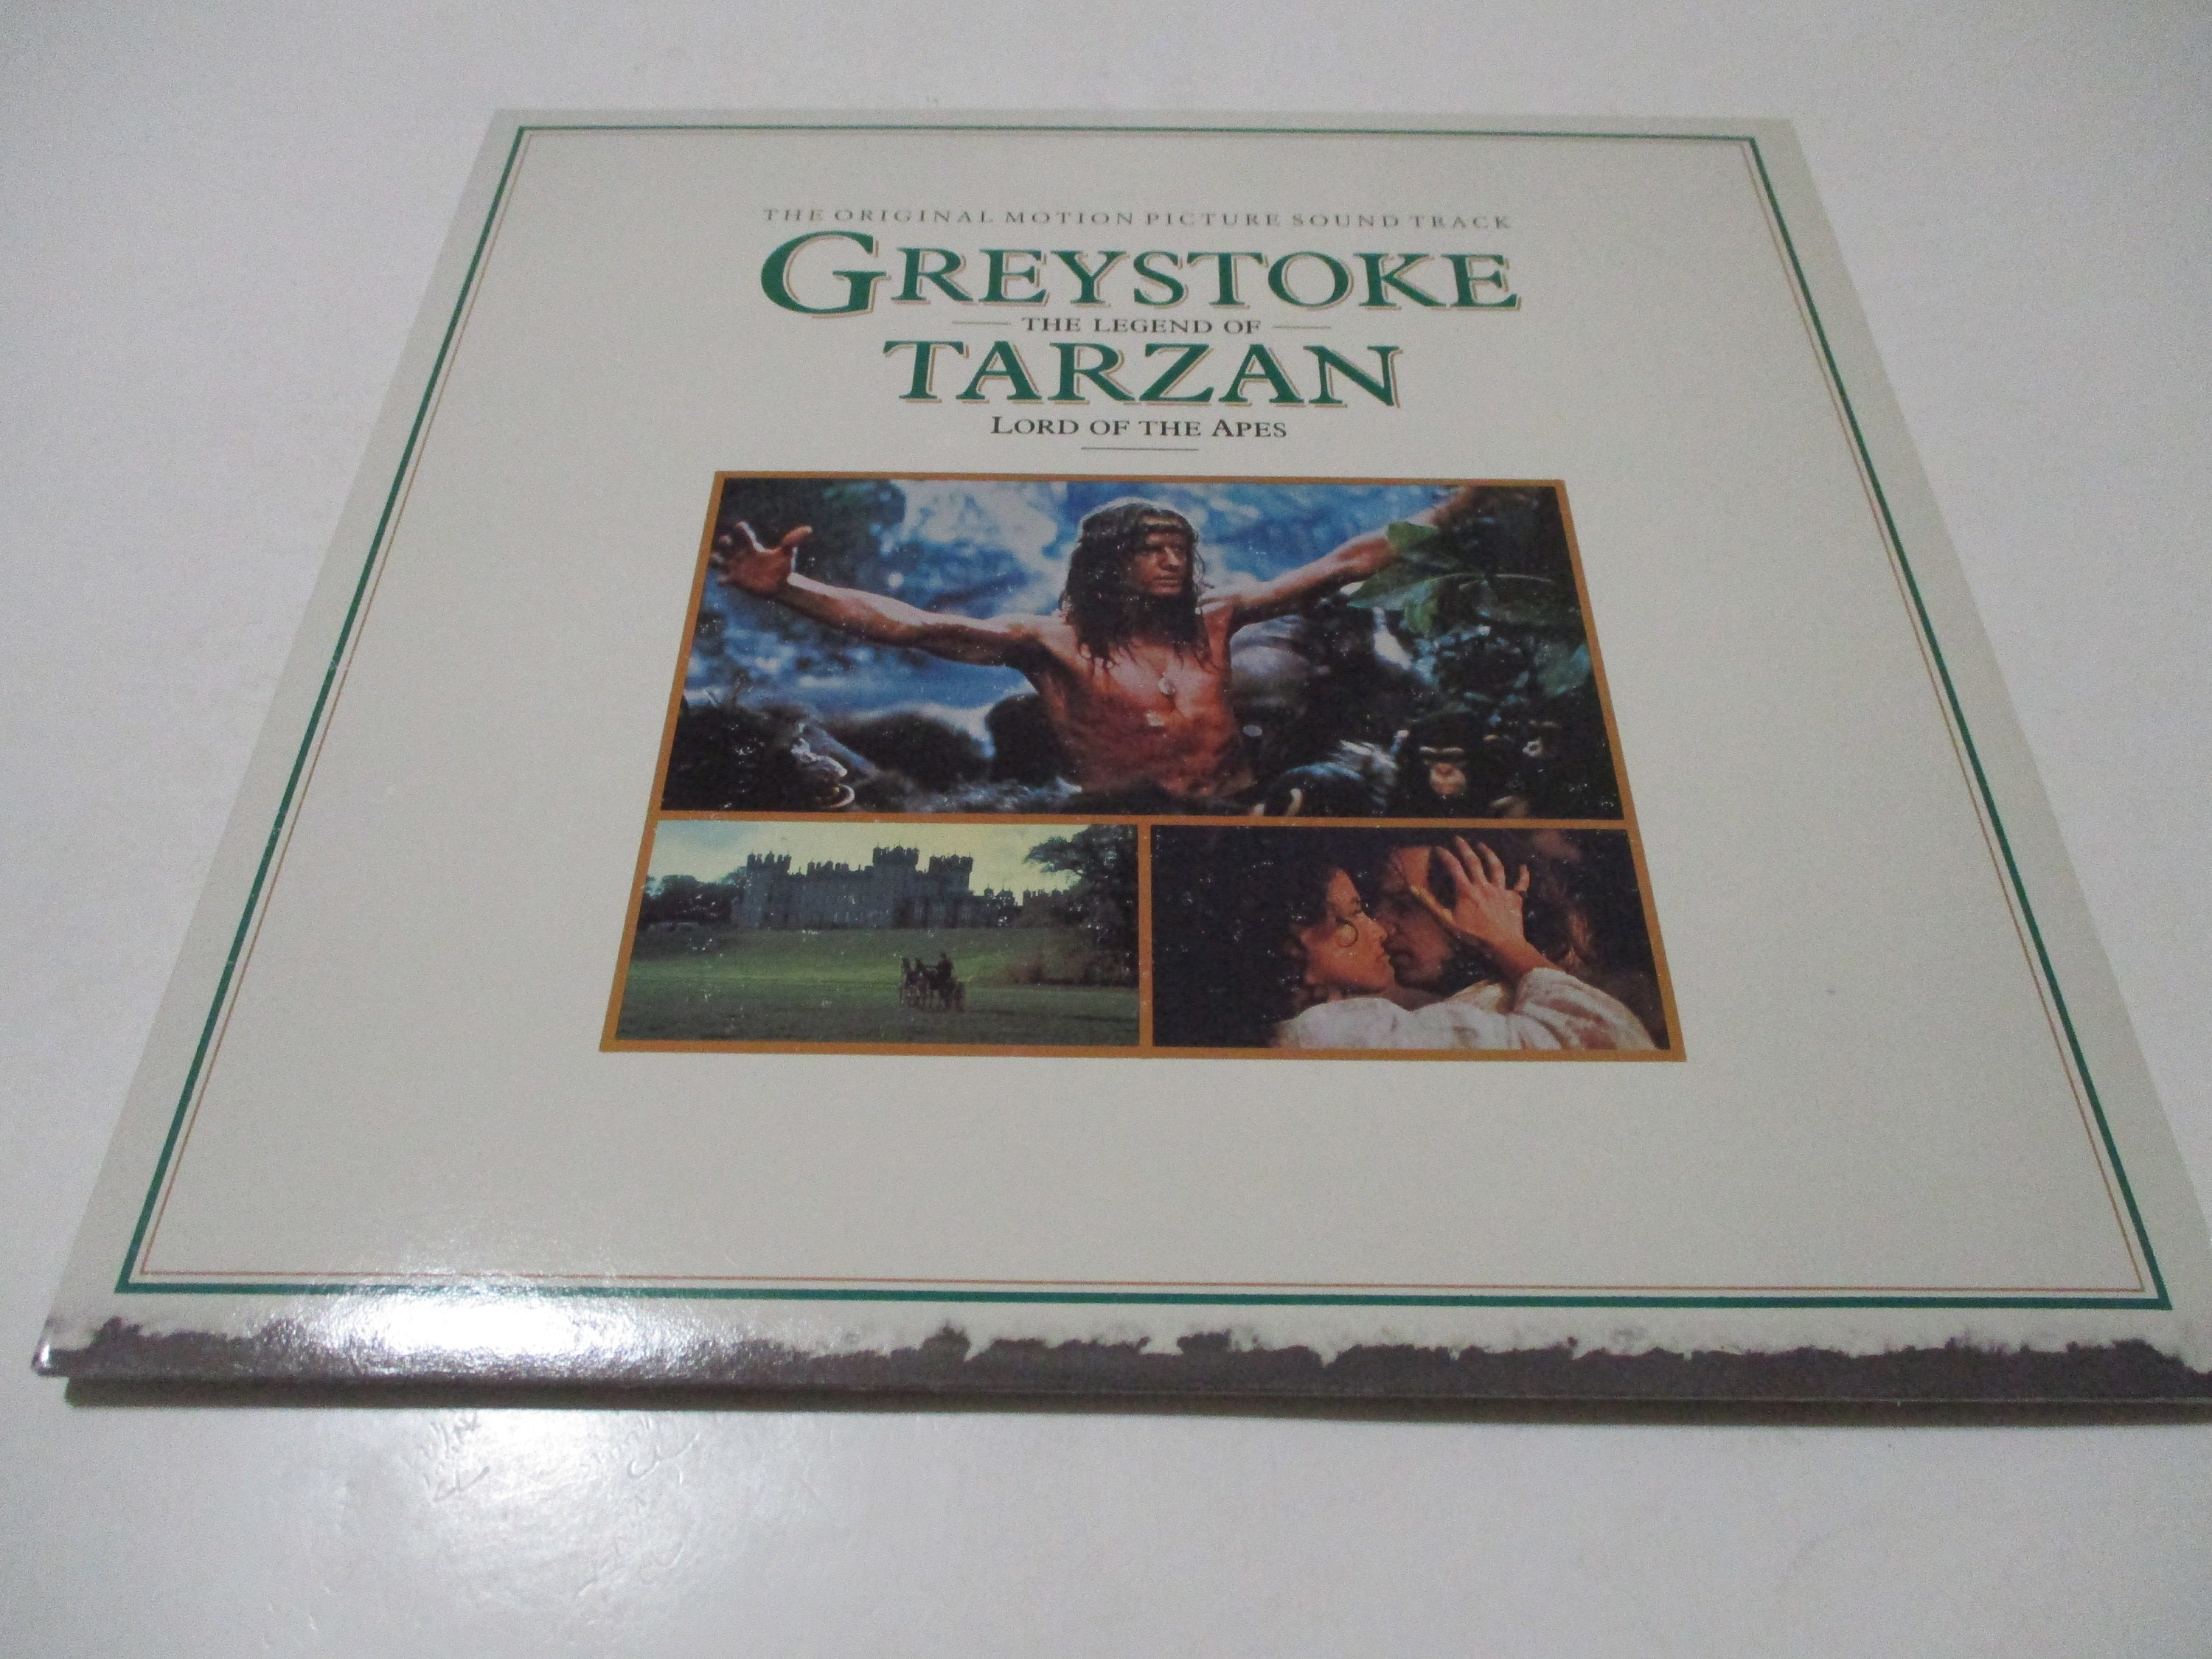 THE ORIGINAL MOTION PICTURE SOUND TRACK
GREYSTOKE
THE LEGEND OF
TARZAN
LORD OF THE APES